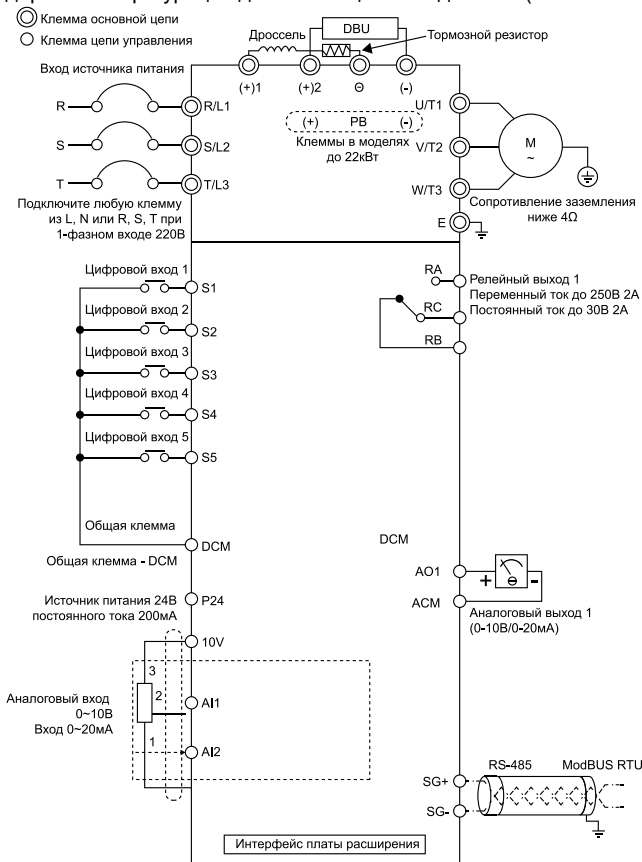 Клемма основной цепи
Клемма цепи управления
DBU
Дроссель
Тормозной резистор
Вход источника питания
(+)1
(+)2
Θ
(-)
R
R/L1
(+) PB (-)
U/T1
Клеммы в моделях
до 22кВт
S
S/L2
V/T2
M
~
T
T/L3
W/T3
Подключите любую клемму
из L, N или R, S, T при
1-фазном входе 220В
Сопротивление заземления
ниже 4Ω
E
Цифровой вход 1
S1
Цифровой вход 2
S2
Цифровой вход 3
S3
Цифровой вход 4
S4
Цифровой вход 5
S5
RA
Релейный выход 1
Переменный ток до 250В 2А
RC
Постоянный ток до 30В 2А
RB
Общая клемма
DCM
Общая клемма - DCM
DCM
Источник питания 24В
постоянного тока 200мА
P24
AO1
+
Θ
-
ACM
Аналоговый выход 1
(0-10В/0-20мА)
10V
3
Аналоговый вход
0~10В
Вход 0~20мА
2
AI1
1
AI2
RS-485
ModBUS RTU
SG+
SG-
Интерфейс платы расширения